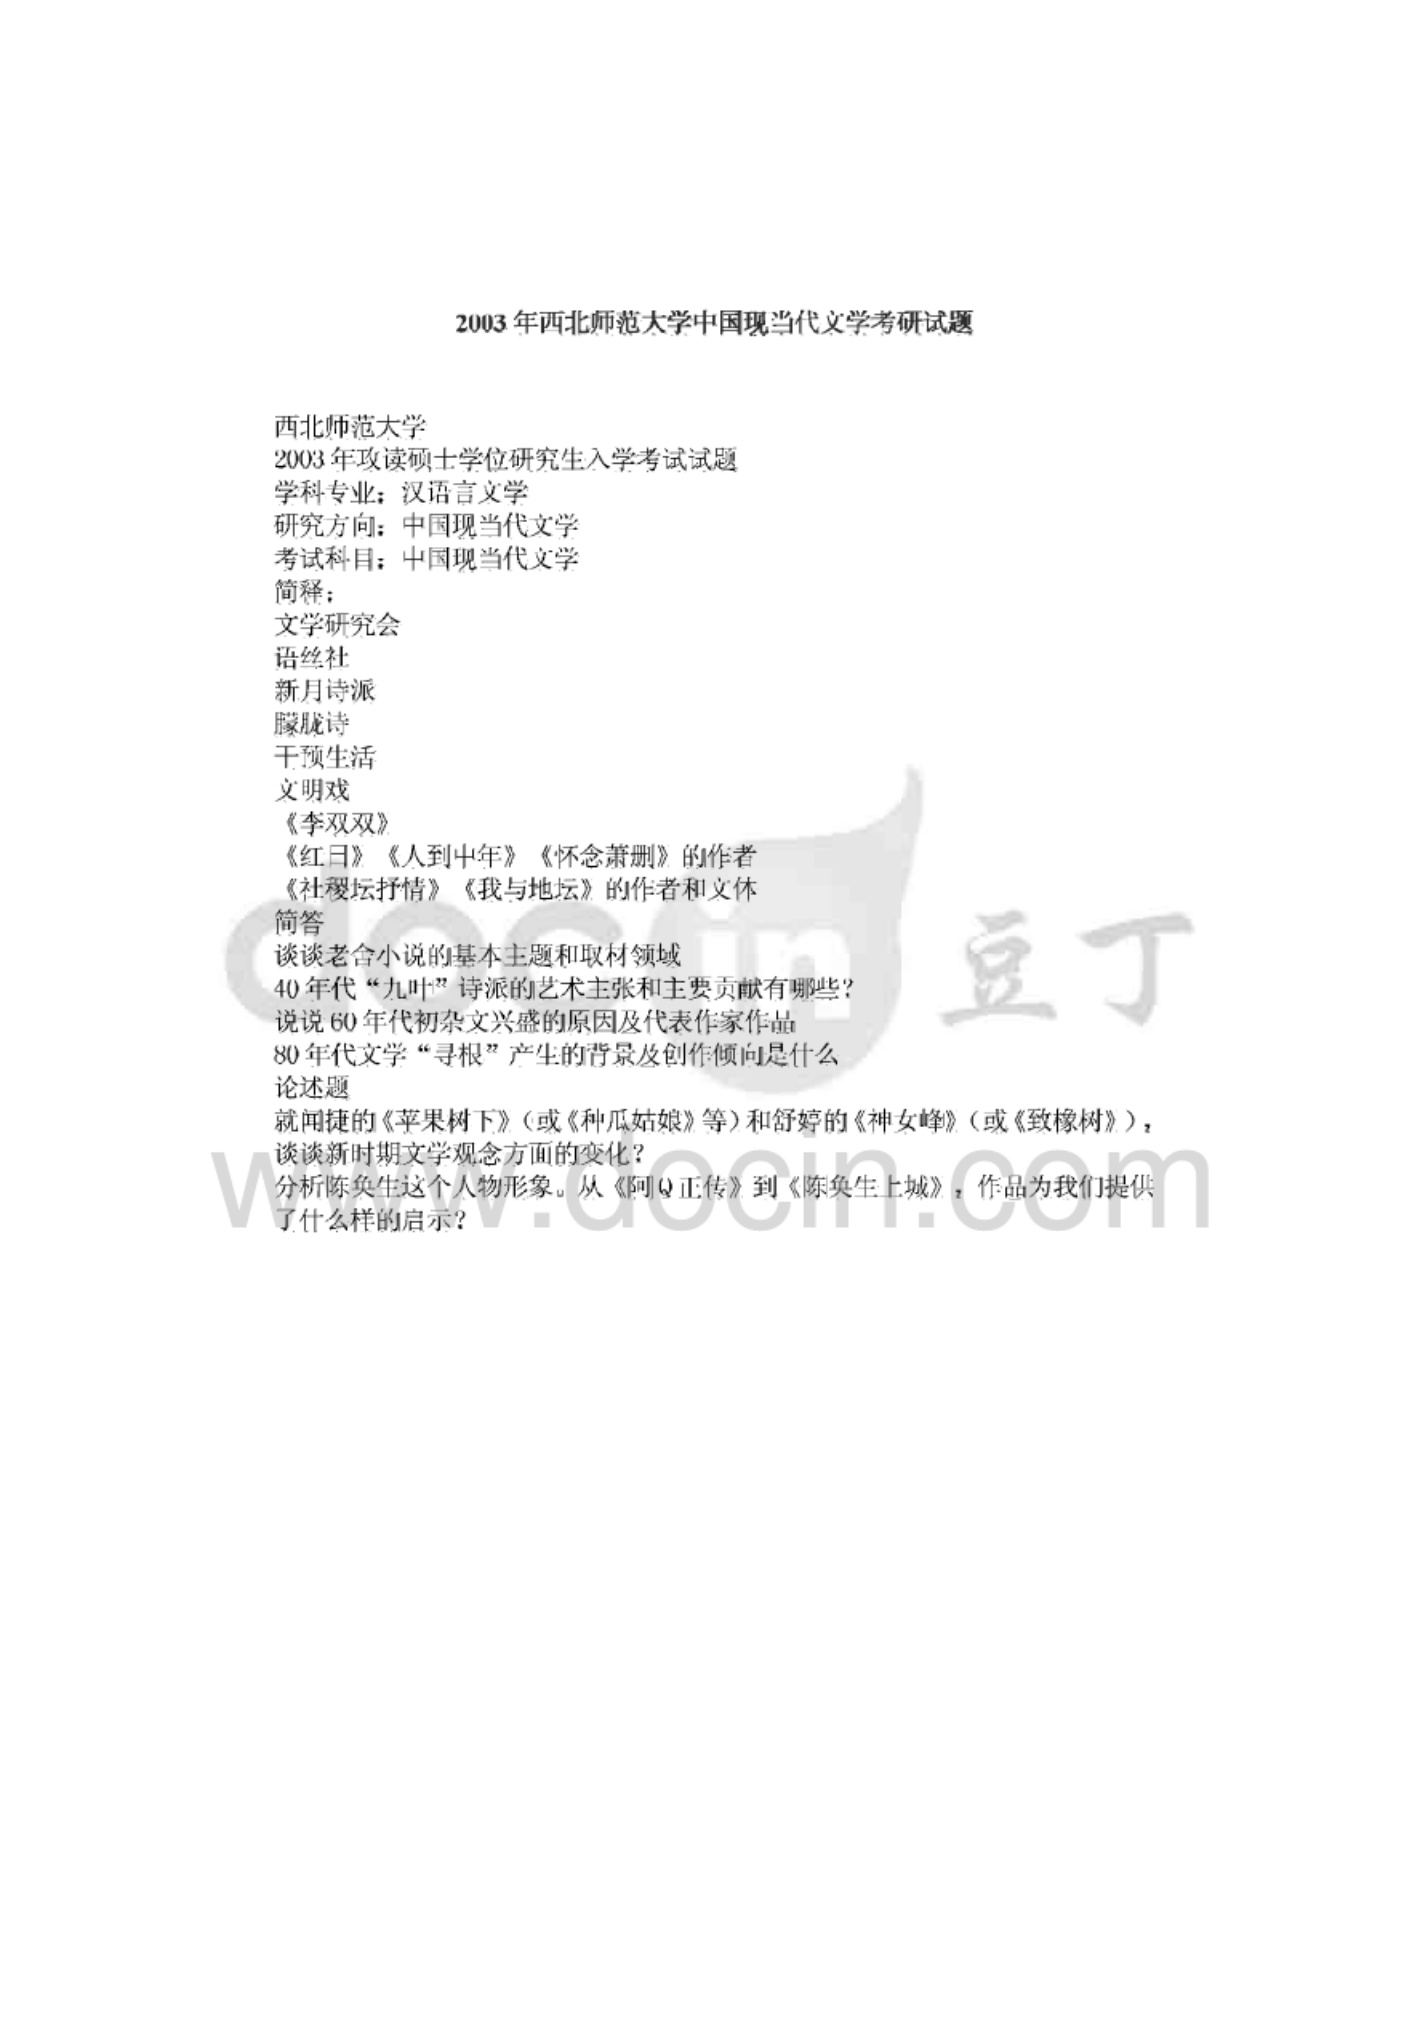 2003年西北师范大学中国现当代文学考研试题
西北师范大学
2003年攻读硕士学位研究生入学考试试题
学科专业：汉语言文学
研究方向：中国现当代文学
考试科目：中国现当代文学
简释：
文学研究会
语丝社
新月诗派
朦胧诗
干预生活
文明戏
《李双双》
《红日》《人到中年》《怀念萧删》的作者
《社稷坛抒情》《我与地坛》的作者和文体
简答
谈谈老舍小说的基本主题和取材领域
40年代“九叶”诗派的艺术主张和主要贡献有哪些？
说说60年代初杂文兴盛的原因及代表作家作品
80年代文学“寻根”产生的背景及创作倾向是什么
论述题
就闻捷的《苹果树下》（或《种瓜姑娘》等）和舒婷的《神女峰》（或《致橡树》），
谈谈新时期文学观念方面的变化？
分析陈奂生这个人物形象。从《阿Q正传》到《陈奂生上城》，作品为我们提供
了什么样的启示？
docin 豆丁
www.docin.com